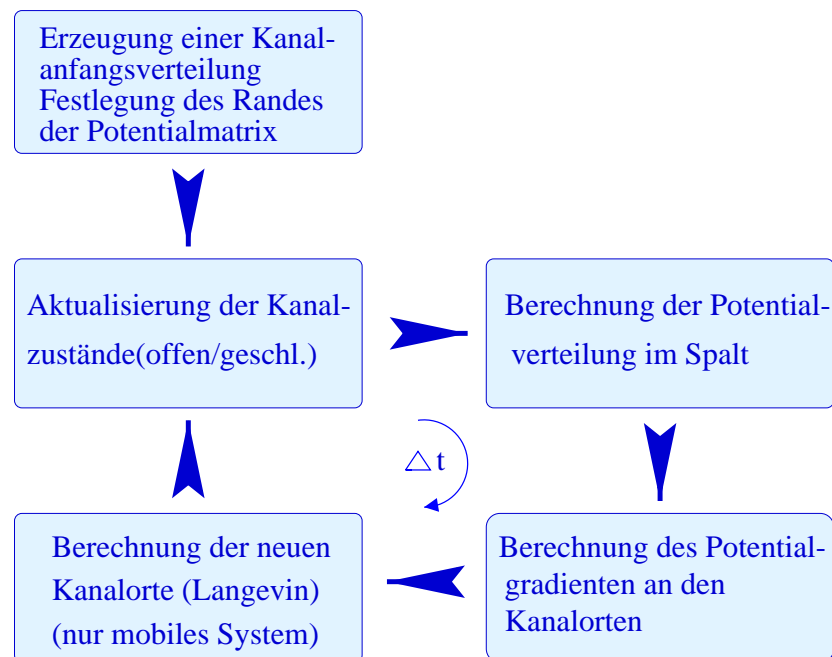 Erzeugung einer Kanal-
anfangsverteilung
Festlegung des Randes
der Potentialmatrix
Aktualisierung der Kanal-
zustände(offen/geschl.)
Berechnung der Potential-
verteilung im Spalt
△ t
Berechnung der neuen
Kanalorte (Langevin)
(nur mobiles System)
Berechnung des Potential-
gradienten an den
Kanalorten